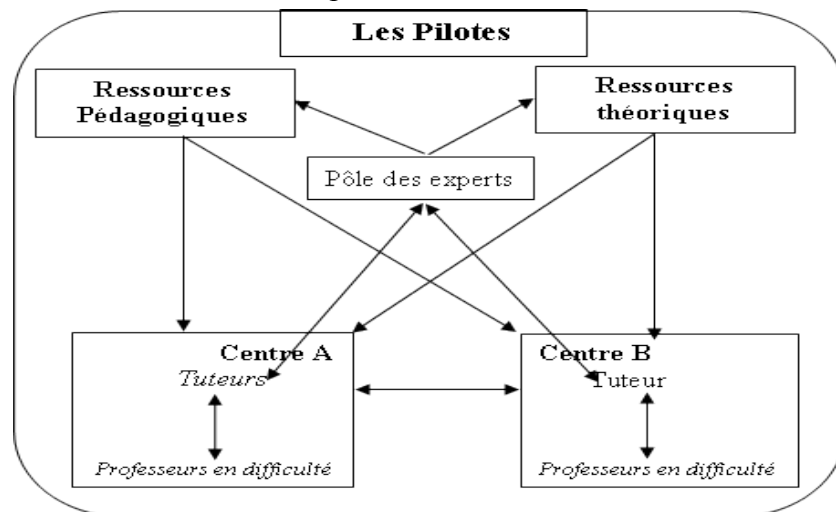 Les Pilotes
Ressources
Pédagogiques
Ressources
théoriques
Pôle des experts
Centre A
Tuteurs
Professeurs en difficulté
Centre B
Tuteur
Professeurs en difficulté